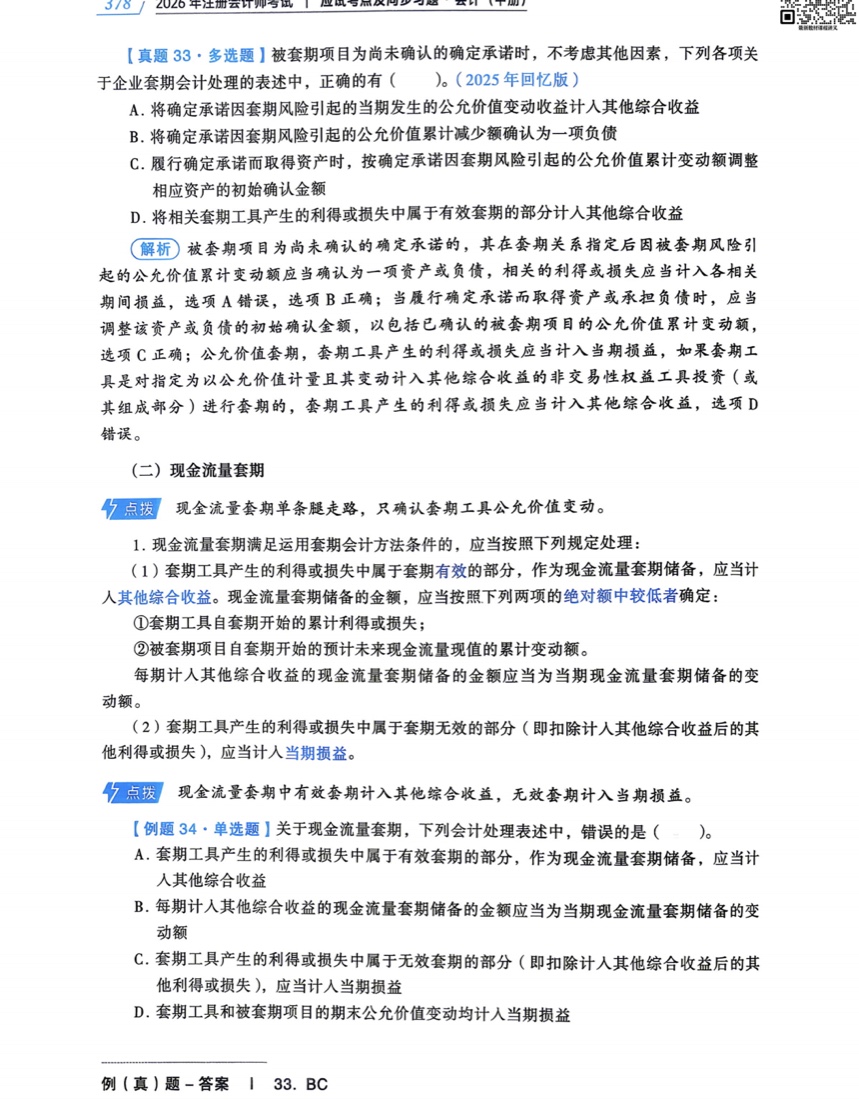 378 / 2026年注册会计师考试 | 应试考点及同步习题·会计（下册）
【真题33·多选题】被套期项目为尚未确认的确定承诺时，不考虑其他因素，下列各项关
于企业套期会计处理的表述中，正确的有（　　）。（2025年回忆版）
A. 将确定承诺因套期风险引起的当期发生的公允价值变动收益计入其他综合收益
B. 将确定承诺因套期风险引起的公允价值累计减少额确认为一项负债
C. 履行确定承诺而取得资产时，按确定承诺因套期风险引起的公允价值累计变动额调整
相应资产的初始确认金额
D. 将相关套期工具产生的利得或损失中属于有效套期的部分计入其他综合收益
解析 被套期项目为尚未确认的确定承诺的，其在套期关系指定后因被套期风险引
起的公允价值累计变动额应当确认为一项资产或负债，相关的利得或损失应当计入各相关
期间损益，选项A错误，选项B正确；当履行确定承诺而取得资产或承担负债时，应当
调整该资产或负债的初始确认金额，以包括已确认的被套期项目的公允价值累计变动额，
选项C正确；公允价值套期，套期工具产生的利得或损失应当计入当期损益，如果套期工
具是对指定为以公允价值计量且其变动计入其他综合收益的非交易性权益工具投资（或
其组成部分）进行套期的，套期工具产生的利得或损失应当计入其他综合收益，选项D
错误。
（二）现金流量套期
点拨 现金流量套期单条腿走路，只确认套期工具公允价值变动。
1. 现金流量套期满足运用套期会计方法条件的，应当按照下列规定处理：
（1）套期工具产生的利得或损失中属于套期有效的部分，作为现金流量套期储备，应当计
入其他综合收益。现金流量套期储备的金额，应当按照下列两项的绝对额中较低者确定：
①套期工具自套期开始的累计利得或损失；
②被套期项目自套期开始的预计未来现金流量现值的累计变动额。
每期计入其他综合收益的现金流量套期储备的金额应当为当期现金流量套期储备的变
动额。
（2）套期工具产生的利得或损失中属于套期无效的部分（即扣除计入其他综合收益后的其
他利得或损失），应当计入当期损益。
点拨 现金流量套期中有效套期计入其他综合收益，无效套期计入当期损益。
【例题34·单选题】关于现金流量套期，下列会计处理表述中，错误的是（　　）。
A. 套期工具产生的利得或损失中属于有效套期的部分，作为现金流量套期储备，应当计
入其他综合收益
B. 每期计入其他综合收益的现金流量套期储备的金额应当为当期现金流量套期储备的变
动额
C. 套期工具产生的利得或损失中属于无效套期的部分（即扣除计入其他综合收益后的其
他利得或损失），应当计入当期损益
D. 套期工具和被套期项目的期末公允价值变动均计入当期损益
例（真）题－答案 | 33. BC